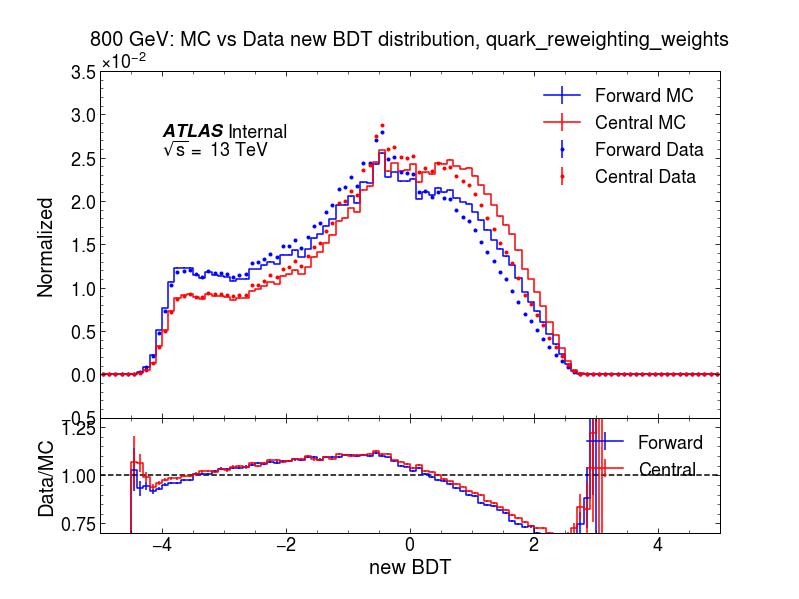 800 GeV: MC vs Data new BDT distribution, quark_reweighting_weights
×10⁻²
3.5
3.0
2.5
2.0
1.5
1.0
0.5
0.0
0.5
Normalized
ATLAS Internal
√s = 13 TeV
Forward MC
Central MC
Forward Data
Central Data
1.25
1.00
0.75
Data/MC
Forward
Central
−4 −2 0 2 4
new BDT